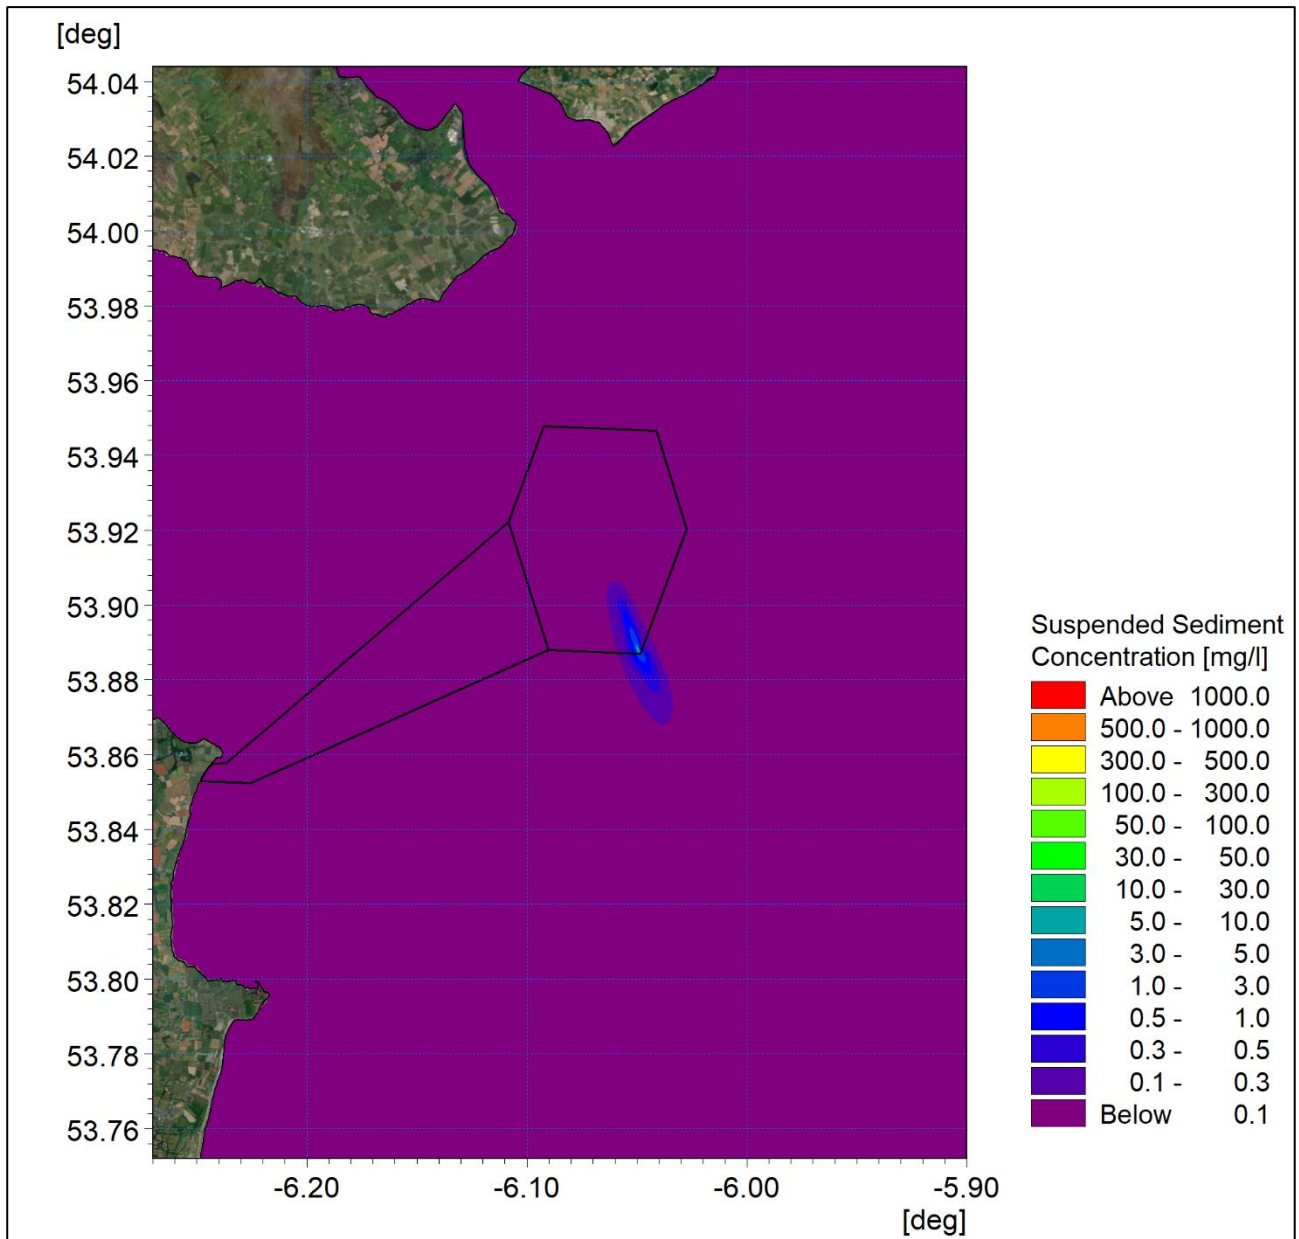 [deg]
54.04
54.02
54.00
53.98
53.96
53.94
53.92
53.90
53.88
53.86
53.84
53.82
53.80
53.78
53.76
-6.20 -6.10 -6.00 -5.90
[deg]
Suspended Sediment
Concentration [mg/l]
Above 1000.0
500.0 - 1000.0
300.0 - 500.0
100.0 - 300.0
50.0 - 100.0
30.0 - 50.0
10.0 - 30.0
5.0 - 10.0
3.0 - 5.0
1.0 - 3.0
0.5 - 1.0
0.3 - 0.5
0.1 - 0.3
Below 0.1